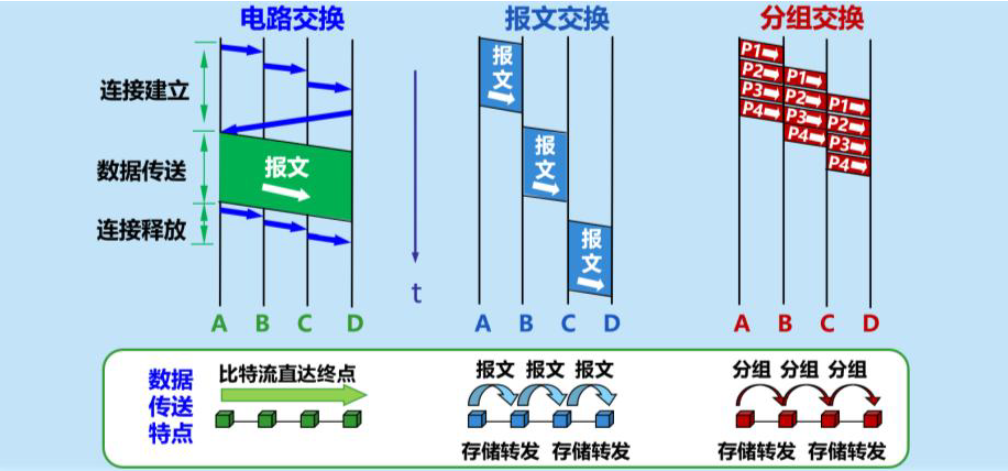 电路交换
报文交换
分组交换
连接建立
数据传送
连接释放
报文
A B C D
t
报文
报文
报文
A B C D
P1
P2
P3
P4
P1
P2
P3
P4
P1
P2
P3
P4
A B C D
数据
传送
特点
比特流直达终点
报文 报文 报文
存储转发 存储转发
分组 分组 分组
存储转发 存储转发